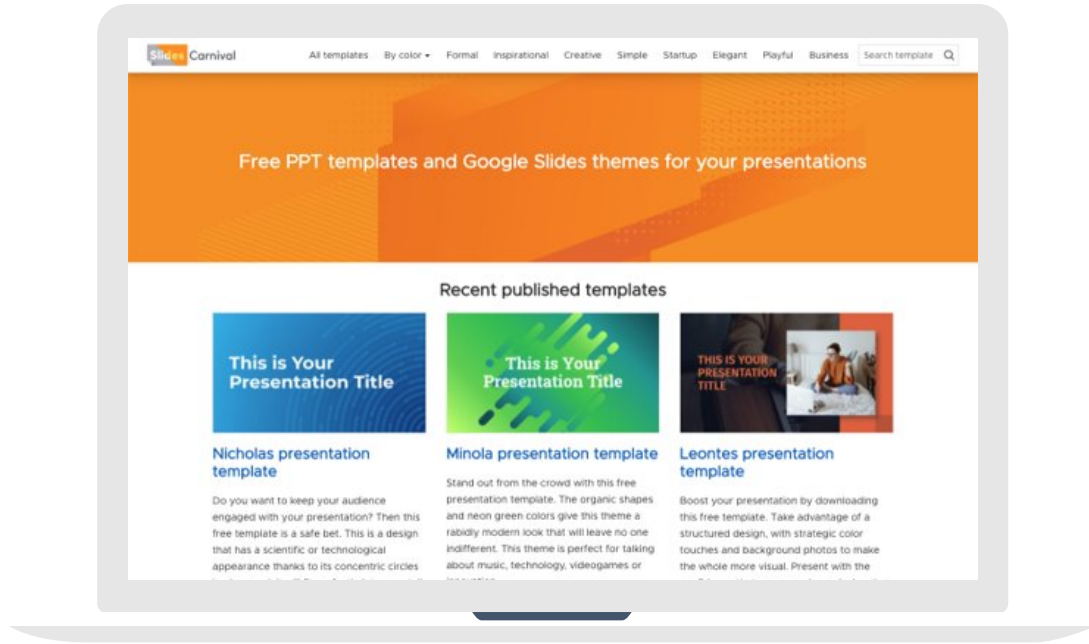 Slides Carnival
All templates By color Formal Inspirational Creative Simple Startup Elegant Playful Business Search template
Free PPT templates and Google Slides themes for your presentations
Recent published templates
This is Your
Presentation Title
Nicholas presentation
template
Do you want to keep your audience
engaged with your presentation? Then this
free template is a safe bet. This is a design
that has a scientific or technological
appearance thanks to its concentric circles
This is Your
Presentation Title
Minola presentation template
Stand out from the crowd with this free
presentation template. The organic shapes
and neon green colors give this theme a
rabidly modern look that will leave no one
indifferent. This theme is perfect for talking
about music, technology, videogames or
THIS IS YOUR
PRESENTATION
TITLE
Leontes presentation
template
Boost your presentation by downloading
this free template. Take advantage of a
structured design, with strategic color
touches and background photos to make
the whole more visual. Present with the